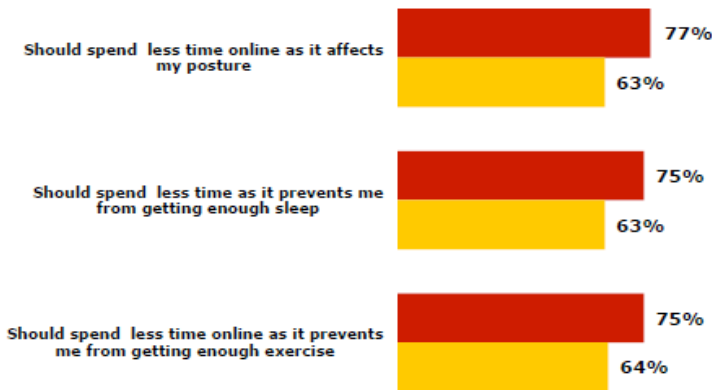 Should spend  less time online as it affects
my posture
77%
63%
Should spend  less time as it prevents me
from getting enough sleep
75%
63%
Should spend  less time online as it prevents
me from getting enough exercise
75%
64%